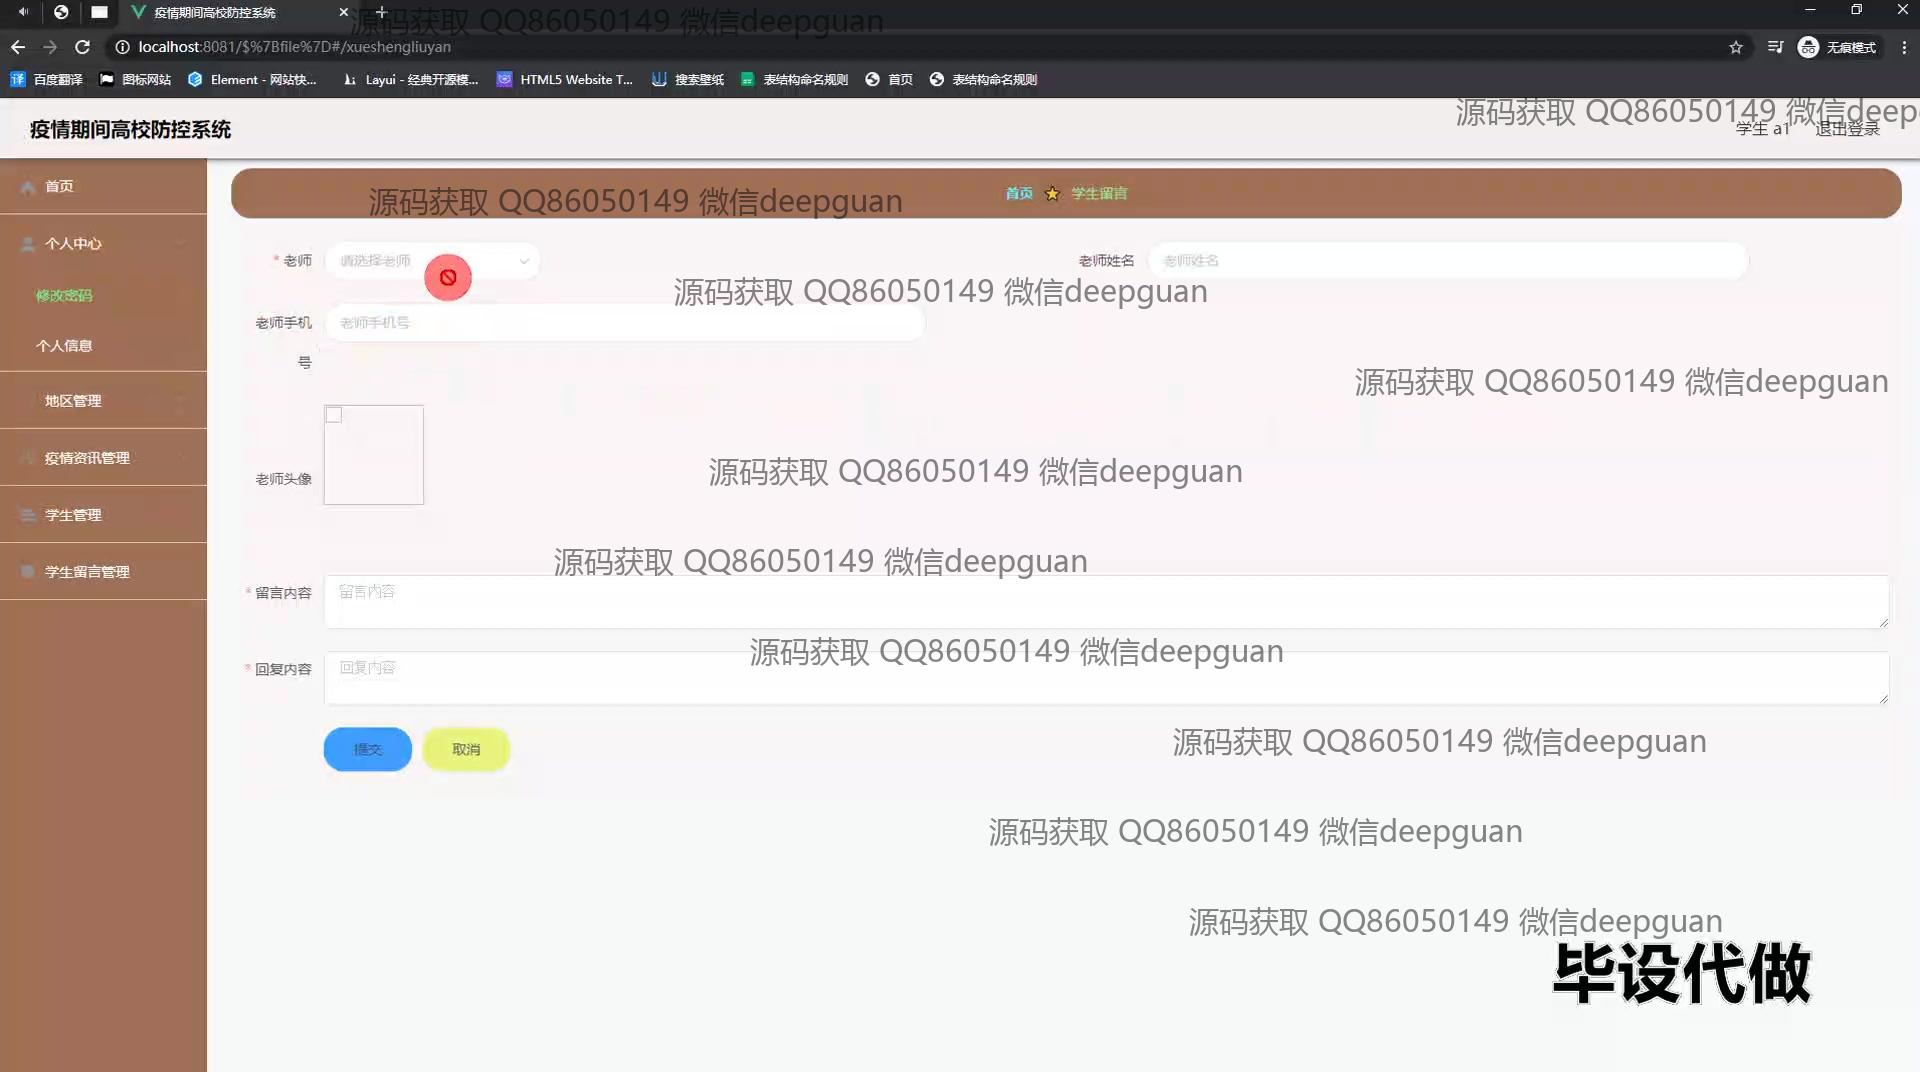 疫情期间高校防控系统
源码获取 QQ86050149 微信deepguan
localhost:8081/$%7Bfile%7D#/xueshengliuyan
无痕模式
百度翻译 图标网站 Element - 网站快... Layui - 经典开源模... HTML5 Website T... 搜索壁纸 表结构命名规则 首页 表结构命名规则
源码获取 QQ86050149 微信deep
疫情期间高校防控系统 学生 a1 退出登录
首页
源码获取 QQ86050149 微信deepguan
首页 学生留言
个人中心
* 老师 请选择老师 老师姓名 老师姓名
修改密码
源码获取 QQ86050149 微信deepguan
老师手机号 老师手机号
个人信息
源码获取 QQ86050149 微信deepguan
地区管理
疫情资讯管理
源码获取 QQ86050149 微信deepguan
老师头像
学生管理
源码获取 QQ86050149 微信deepguan
学生留言管理
* 留言内容 留言内容
源码获取 QQ86050149 微信deepguan
* 回复内容 回复内容
提交 取消
源码获取 QQ86050149 微信deepguan
源码获取 QQ86050149 微信deepguan
源码获取 QQ86050149 微信deepguan
毕设代做